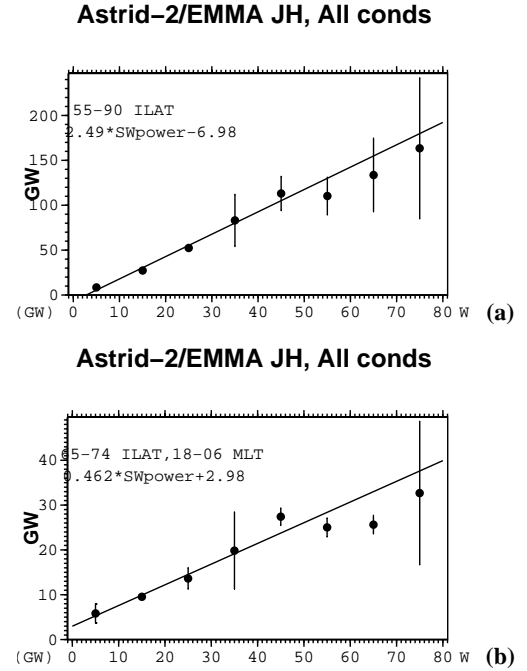 Astrid–2/EMMA JH, All conds
55–90 ILAT
2.49*SWpower–6.98
GW
200
150
100
50
0
(GW) 0 10 20 30 40 50 60 70 80 W (a)
Astrid–2/EMMA JH, All conds
65–74 ILAT,18–06 MLT
0.462*SWpower+2.98
GW
40
30
20
10
0
(GW) 0 10 20 30 40 50 60 70 80 W (b)